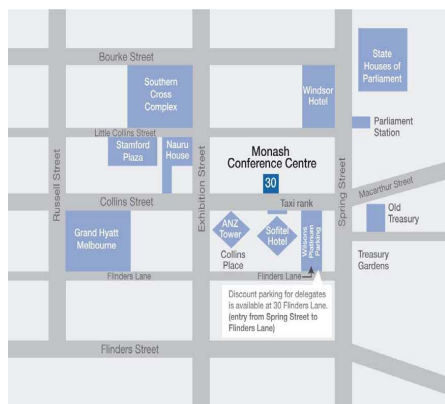 Bourke Street
State
Houses of
Parliament
Southern
Cross
Complex
Windsor
Hotel
Parliament
Station
Little Collins Street
Stamford
Plaza
Nauru
House
Monash
Conference Centre
30
Russell Street
Exhibition Street
Spring Street
Macarthur Street
Collins Street
Taxi rank
Old
Treasury
Grand Hyatt
Melbourne
ANZ
Tower
Sofitel
Hotel
Wilsons
Platinum
Parking
Collins
Place
Treasury
Gardens
Flinders Lane
Flinders Lane
Discount parking for delegates
is available at 30 Flinders Lane.
(entry from Spring Street to
Flinders Lane)
Flinders Street